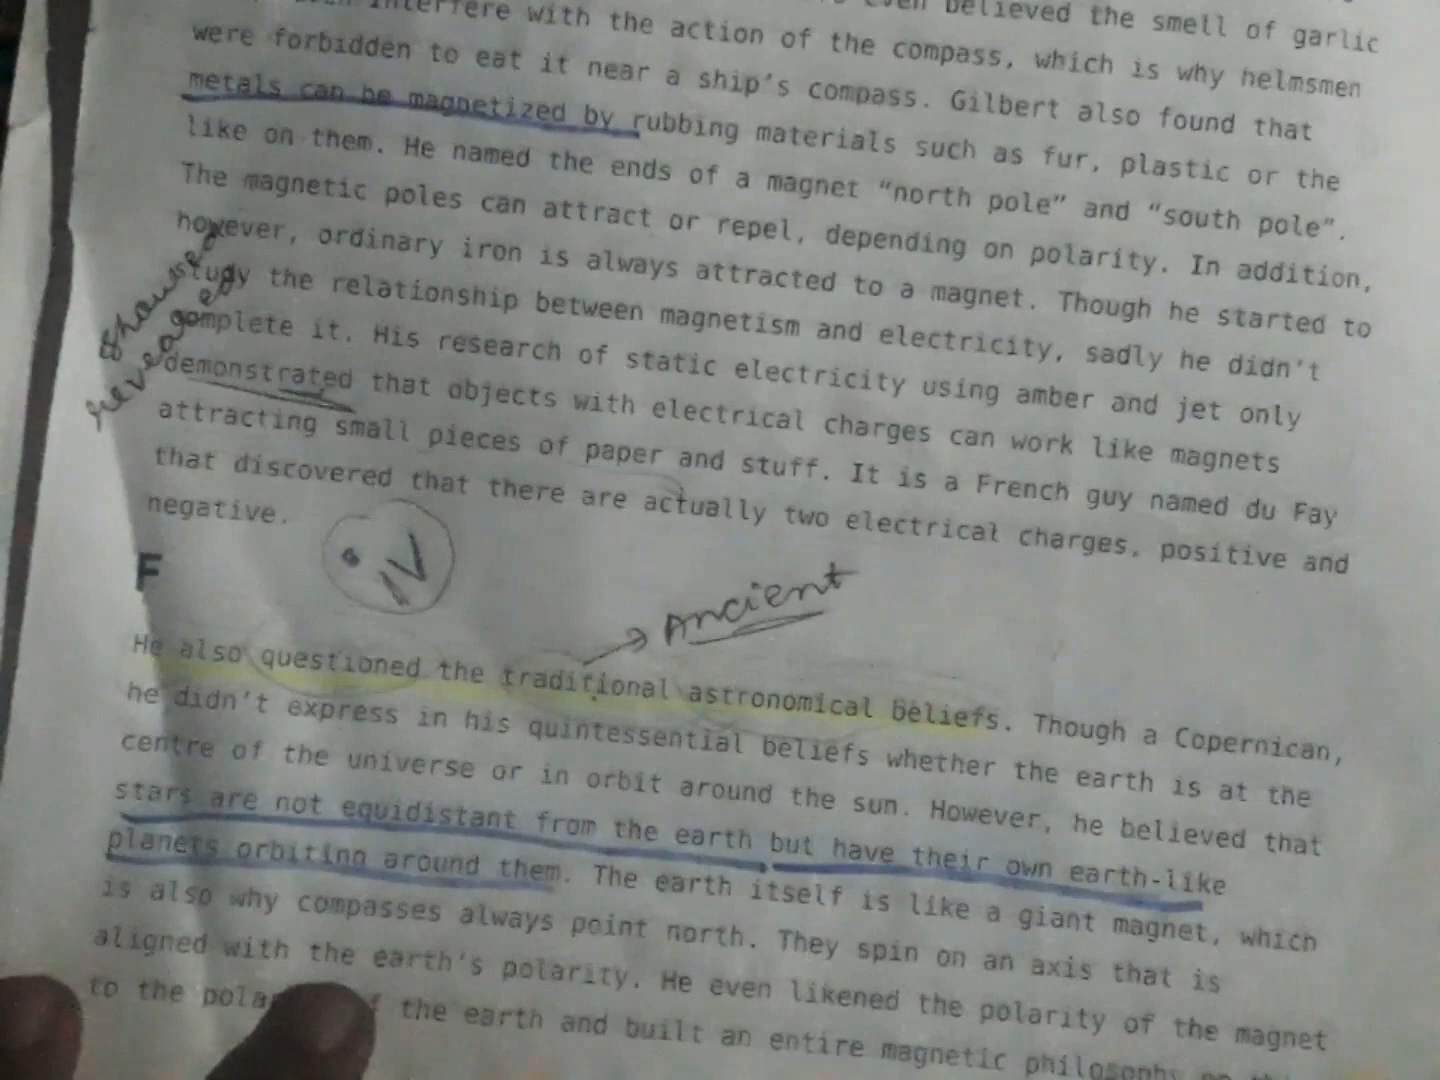 interfere with the action of the compass, which is why helmsmen
believed the smell of garlic
were forbidden to eat it near a ship's compass. Gilbert also found that
metals can be magnetized by rubbing materials such as fur, plastic or the
like on them. He named the ends of a magnet "north pole" and "south pole".
The magnetic poles can attract or repel, depending on polarity. In addition,
however, ordinary iron is always attracted to a magnet. Though he started to
study the relationship between magnetism and electricity, sadly he didn't
complete it. His research of static electricity using amber and jet only
demonstrated that objects with electrical charges can work like magnets
attracting small pieces of paper and stuff. It is a French guy named du Fay
that discovered that there are actually two electrical charges, positive and
negative.
IV
F
Ancient
He also questioned the traditional astronomical beliefs. Though a Copernican,
he didn't express in his quintessential beliefs whether the earth is at the
centre of the universe or in orbit around the sun. However, he believed that
stars are not equidistant from the earth but have their own earth-like
planets orbiting around them. The earth itself is like a giant magnet, which
is also why compasses always point north. They spin on an axis that is
aligned with the earth's polarity. He even likened the polarity of the magnet
to the the earth and built an entire magnetic philosophy